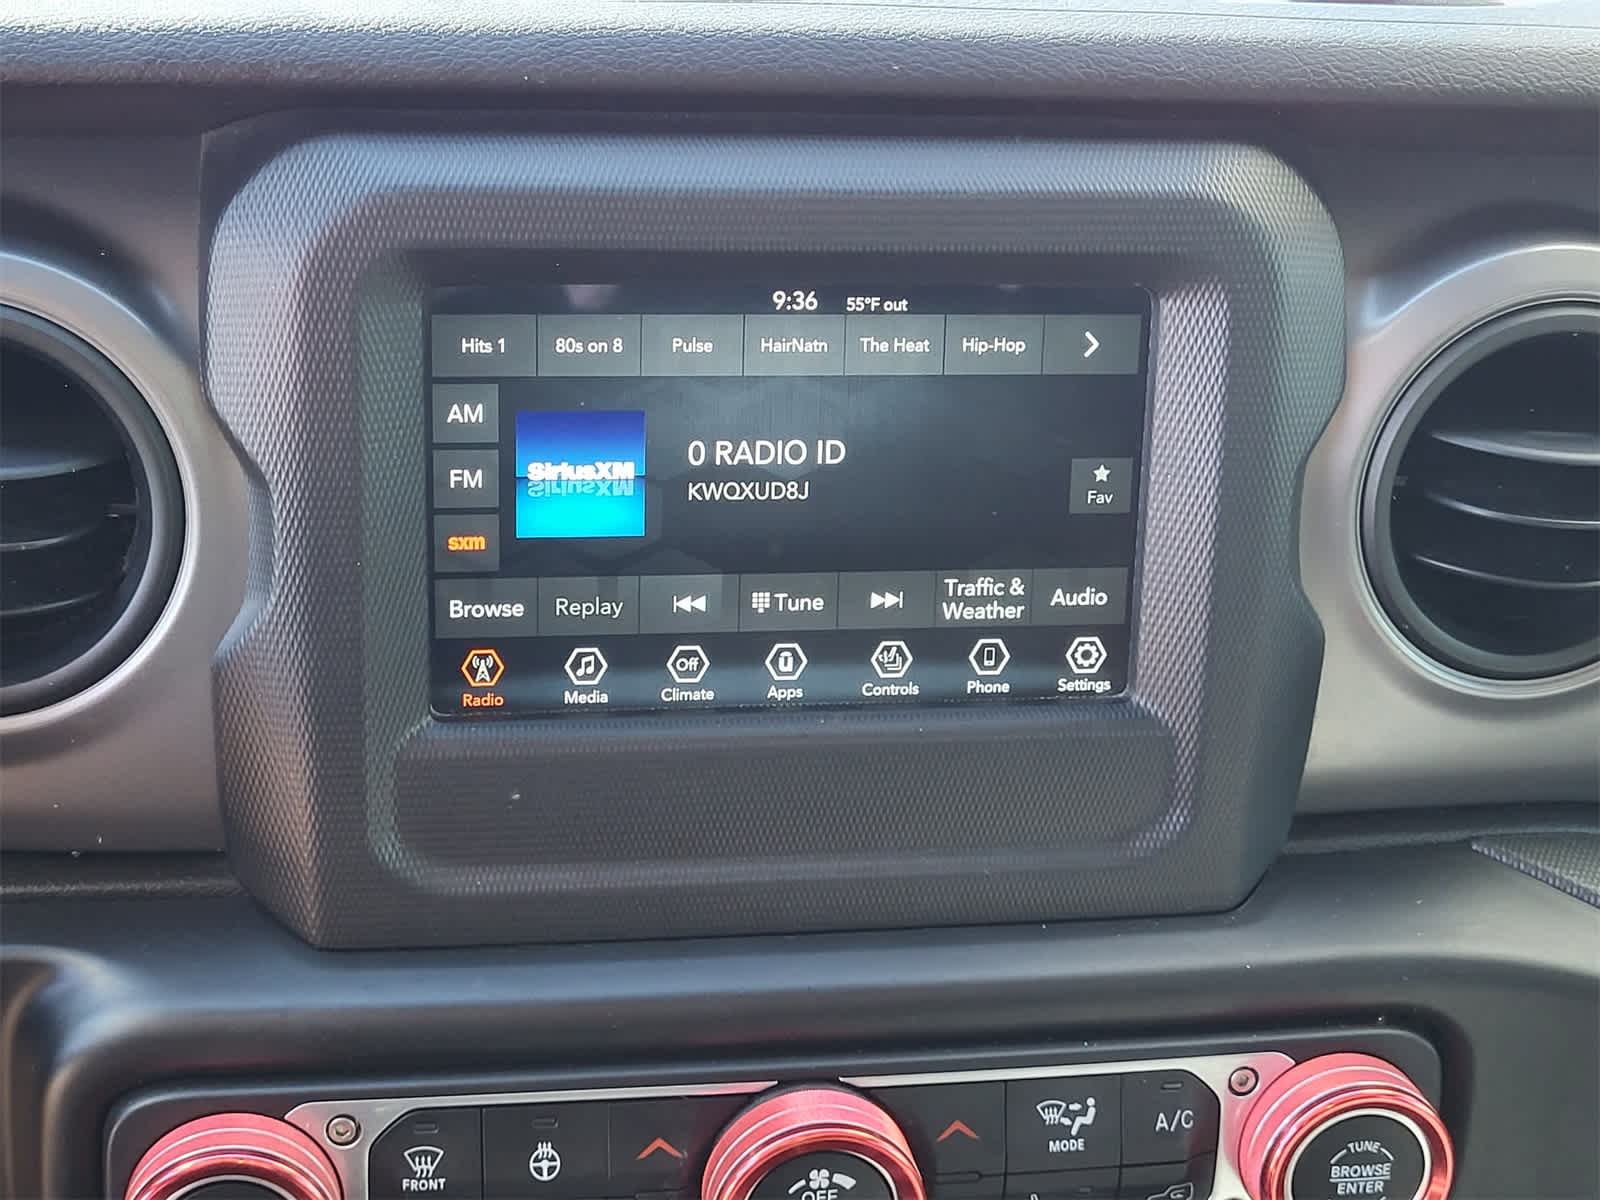 9:36 55°F out
Hits 1 80s on 8 Pulse HairNatn The Heat Hip-Hop
AM
FM
sxm
SiriusXM
0 RADIO ID
KWQXUD8J
Fav
Browse Replay Tune Traffic & Weather Audio
Radio Media Off Climate Apps Controls Phone Settings
FRONT
OFF
MODE
A/C
TUNE
BROWSE
ENTER